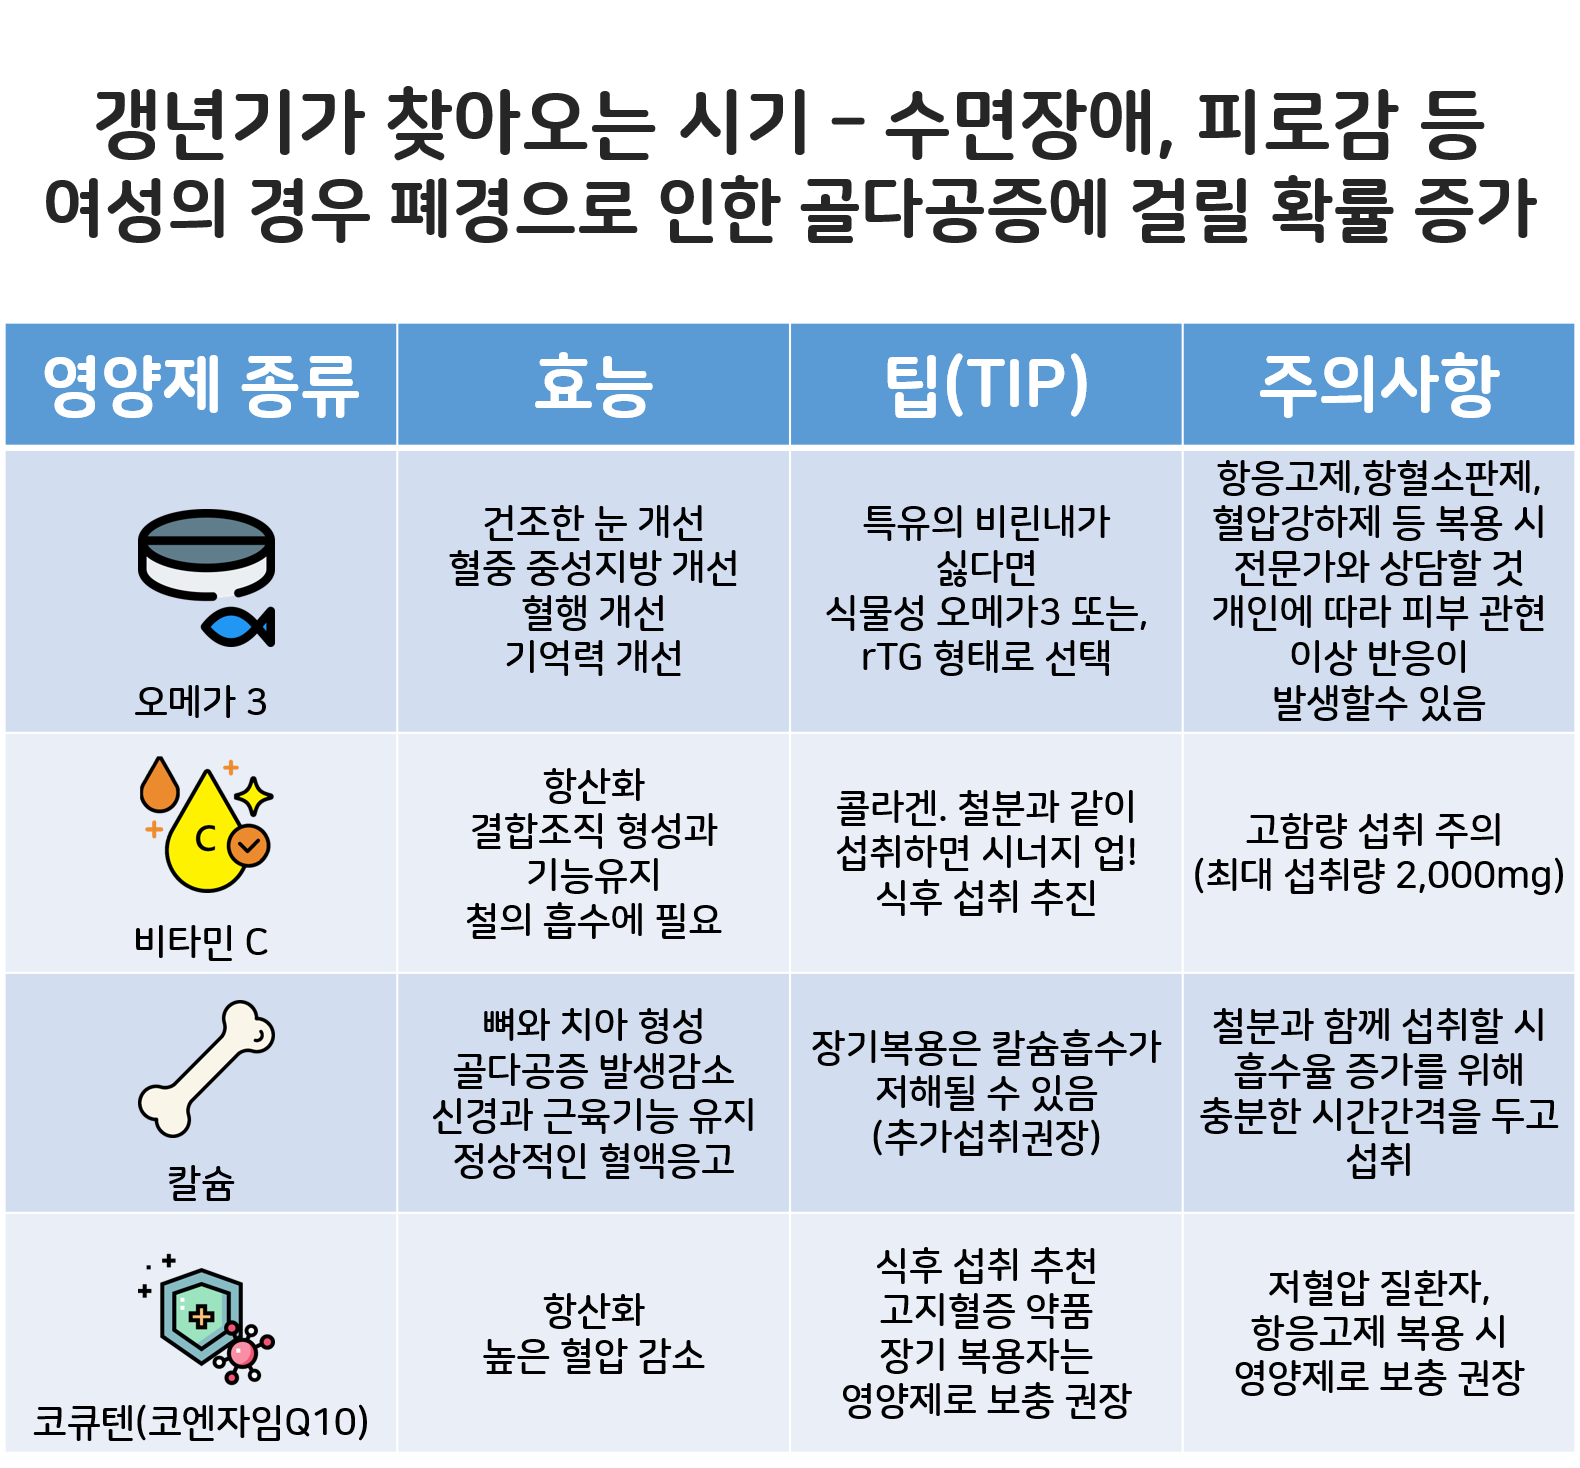 갱년기가 찾아오는 시기 – 수면장애, 피로감 등
여성의 경우 폐경으로 인한 골다공증에 걸릴 확률 증가
영양제 종류
효능
팁(TIP)
주의사항
오메가 3
건조한 눈 개선
혈중 중성지방 개선
혈행 개선
기억력 개선
특유의 비린내가
싫다면
식물성 오메가3 또는,
rTG 형태로 선택
항응고제,항혈소판제,
혈압강하제 등 복용 시
전문가와 상담할 것
개인에 따라 피부 관현
이상 반응이
발생할수 있음
C
비타민 C
항산화
결합조직 형성과
기능유지
철의 흡수에 필요
콜라겐. 철분과 같이
섭취하면 시너지 업!
식후 섭취 추진
고함량 섭취 주의
(최대 섭취량 2,000mg)
칼슘
뼈와 치아 형성
골다공증 발생감소
신경과 근육기능 유지
정상적인 혈액응고
장기복용은 칼슘흡수가
저해될 수 있음
(추가섭취권장)
철분과 함께 섭취할 시
흡수율 증가를 위해
충분한 시간간격을 두고
섭취
코큐텐(코엔자임Q10)
항산화
높은 혈압 감소
식후 섭취 추천
고지혈증 약품
장기 복용자는
영양제로 보충 권장
저혈압 질환자,
항응고제 복용 시
영양제로 보충 권장